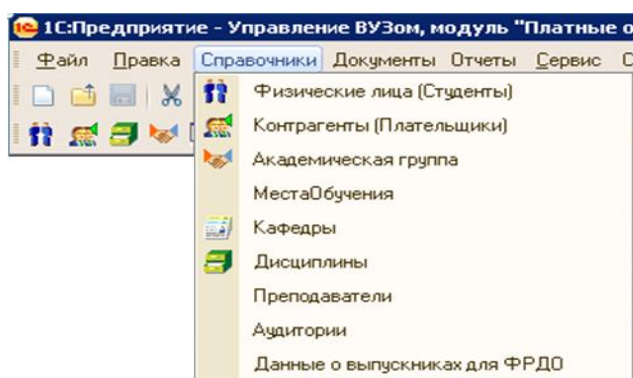 1С:Предприятие - Управление ВУЗом, модуль "Платные о
Файл Правка Справочники Документы Отчеты Сервис С
Физические лица (Студенты)
Контрагенты (Плательщики)
Академическая группа
МестаОбучения
Кафедры
Дисциплины
Преподаватели
Аудитории
Данные о выпускниках для ФРДО